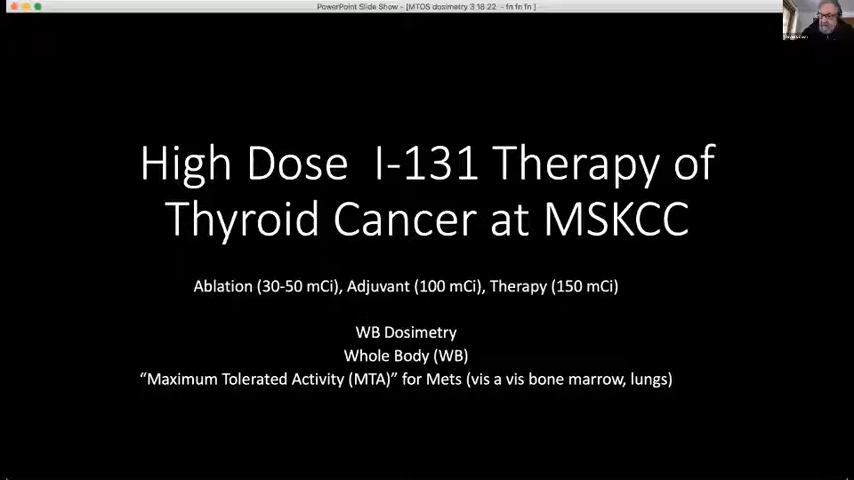 PowerPoint Slide Show - [MTOS dosimetry 3 18 22 - fn fn fn ]
High Dose I-131 Therapy of
Thyroid Cancer at MSKCC
Ablation (30-50 mCi), Adjuvant (100 mCi), Therapy (150 mCi)
WB Dosimetry
Whole Body (WB)
“Maximum Tolerated Activity (MTA)” for Mets (vis a vis bone marrow, lungs)